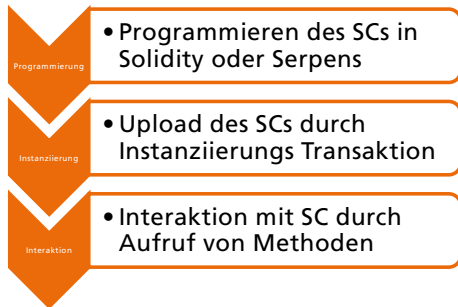 Programmierung
• Programmieren des SCs in
Solidity oder Serpens
Instanziierung
• Upload des SCs durch
Instanziierungs Transaktion
Interaktion
• Interaktion mit SC durch
Aufruf von Methoden